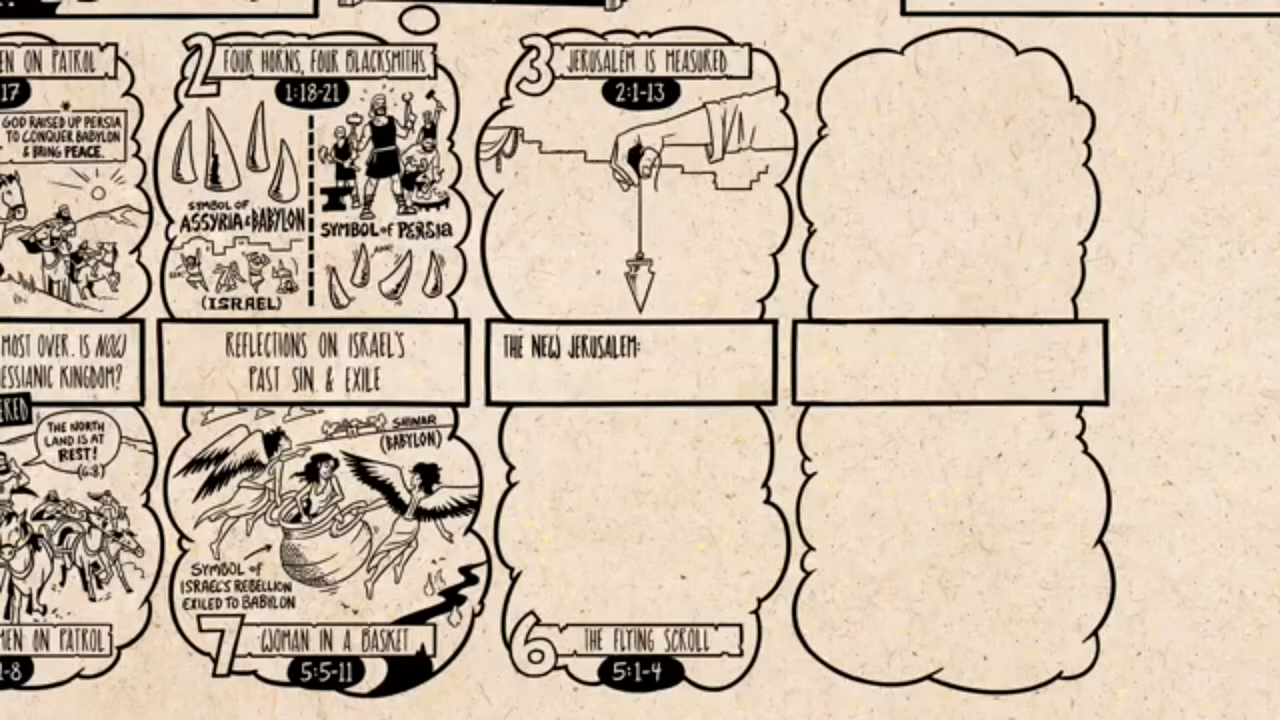 EN ON PATROL
17
GOD RAISED UP PERSIA
TO CONQUER BABYLON
& BRING PEACE.
2 FOUR HORNS, FOUR BLACKSMITHS
1:18-21
SYMBOL OF
ASSYRIA & BABYLON
(ISRAEL)
SYMBOL of PERSIA
3 JERUSALEM IS MEASURED
2:1-13
MOST OVER. IS NOW
ESSIANIC KINGDOM?
REFLECTIONS ON ISRAEL'S
PAST SIN & EXILE
THE NEW JERUSALEM:
ERED
THE NORTH
LAND IS AT
REST!
(6:8)
MEN ON PATROL
1-8
SHINAR
(BABYLON)
SYMBOL of
ISRAEL'S REBELLION
EXILED TO BABYLON
7 WOMAN IN A BASKET
5:5-11
6 THE FLYING SCROLL
5:1-4